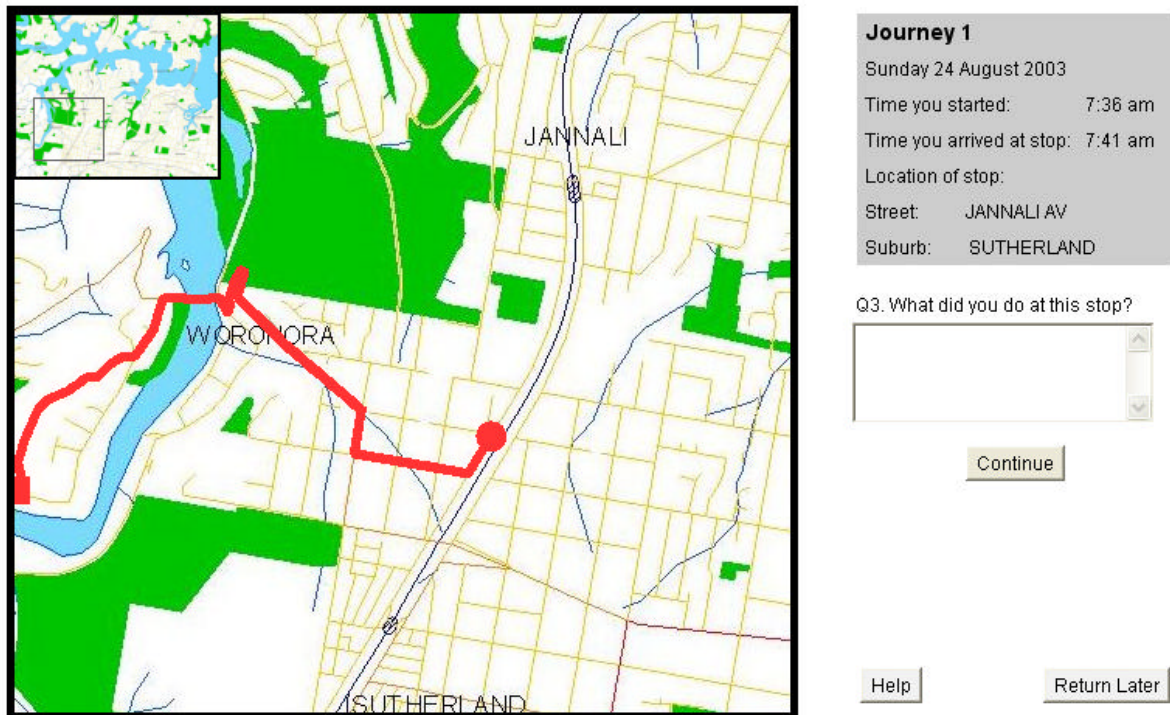 JANNALI
WORONORA
SUTHERLAND
Journey 1
Sunday 24 August 2003
Time you started: 7:36 am
Time you arrived at stop: 7:41 am
Location of stop:
Street: JANNALI AV
Suburb: SUTHERLAND
Q3. What did you do at this stop?
Continue
Help
Return Later